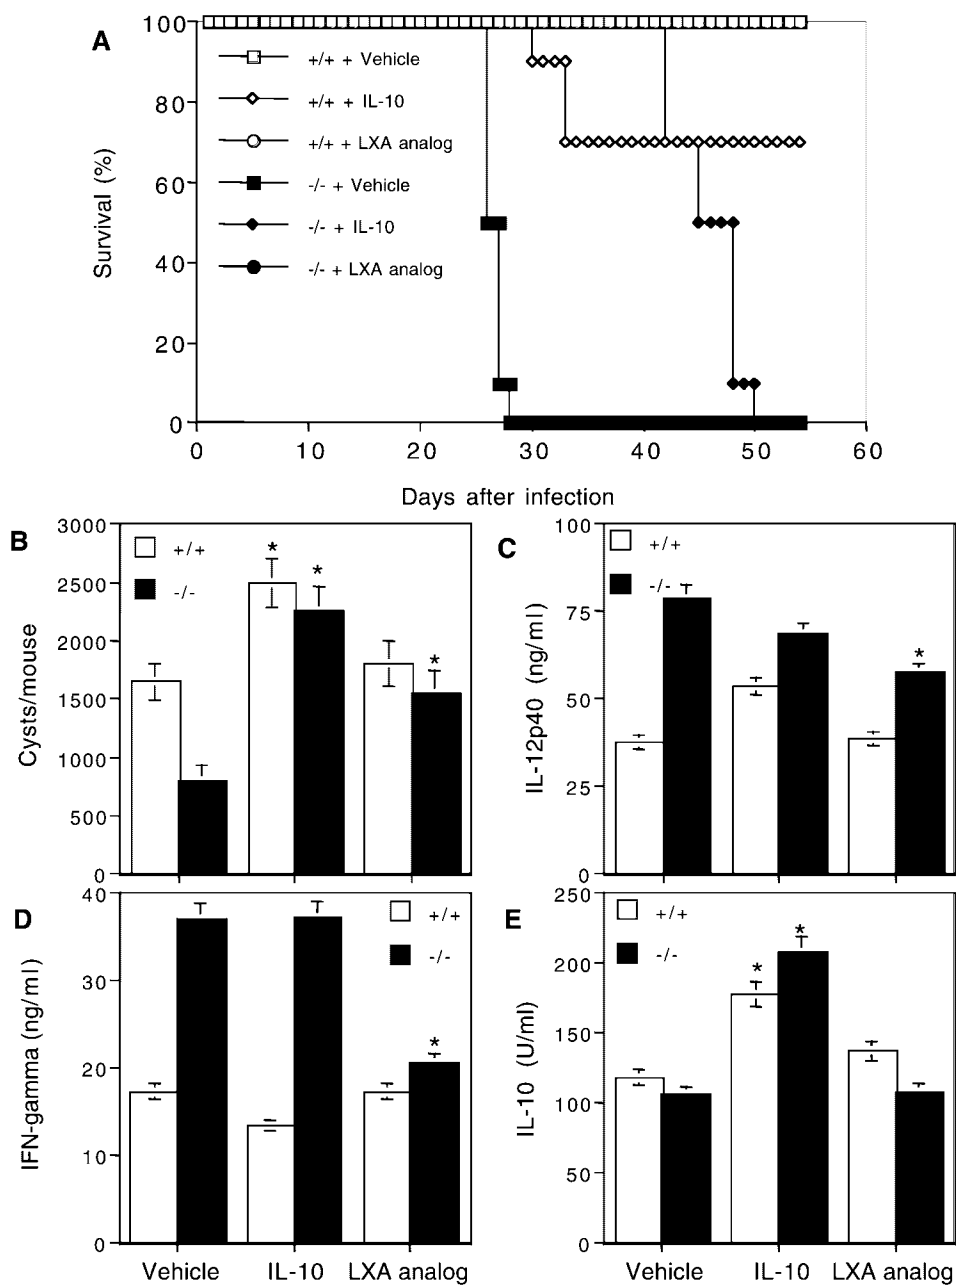 A
100
80
60
40
20
0
Survival (%)
+/+ + Vehicle
+/+ + IL-10
+/+ + LXA analog
-/- + Vehicle
-/- + IL-10
-/- + LXA analog
0 10 20 30 40 50 60
Days after infection
B
3000
2500
2000
1500
1000
500
0
Cysts/mouse
+/+
-/-
*
*
*
C
100
75
50
25
0
IL-12p40 (ng/ml)
+/+
-/-
*
D
40
30
20
10
0
IFN-gamma (ng/ml)
+/+
-/-
*
Vehicle IL-10 LXA analog
E
250
200
150
100
50
0
IL-10 (U/ml)
+/+
-/-
*
*
Vehicle IL-10 LXA analog